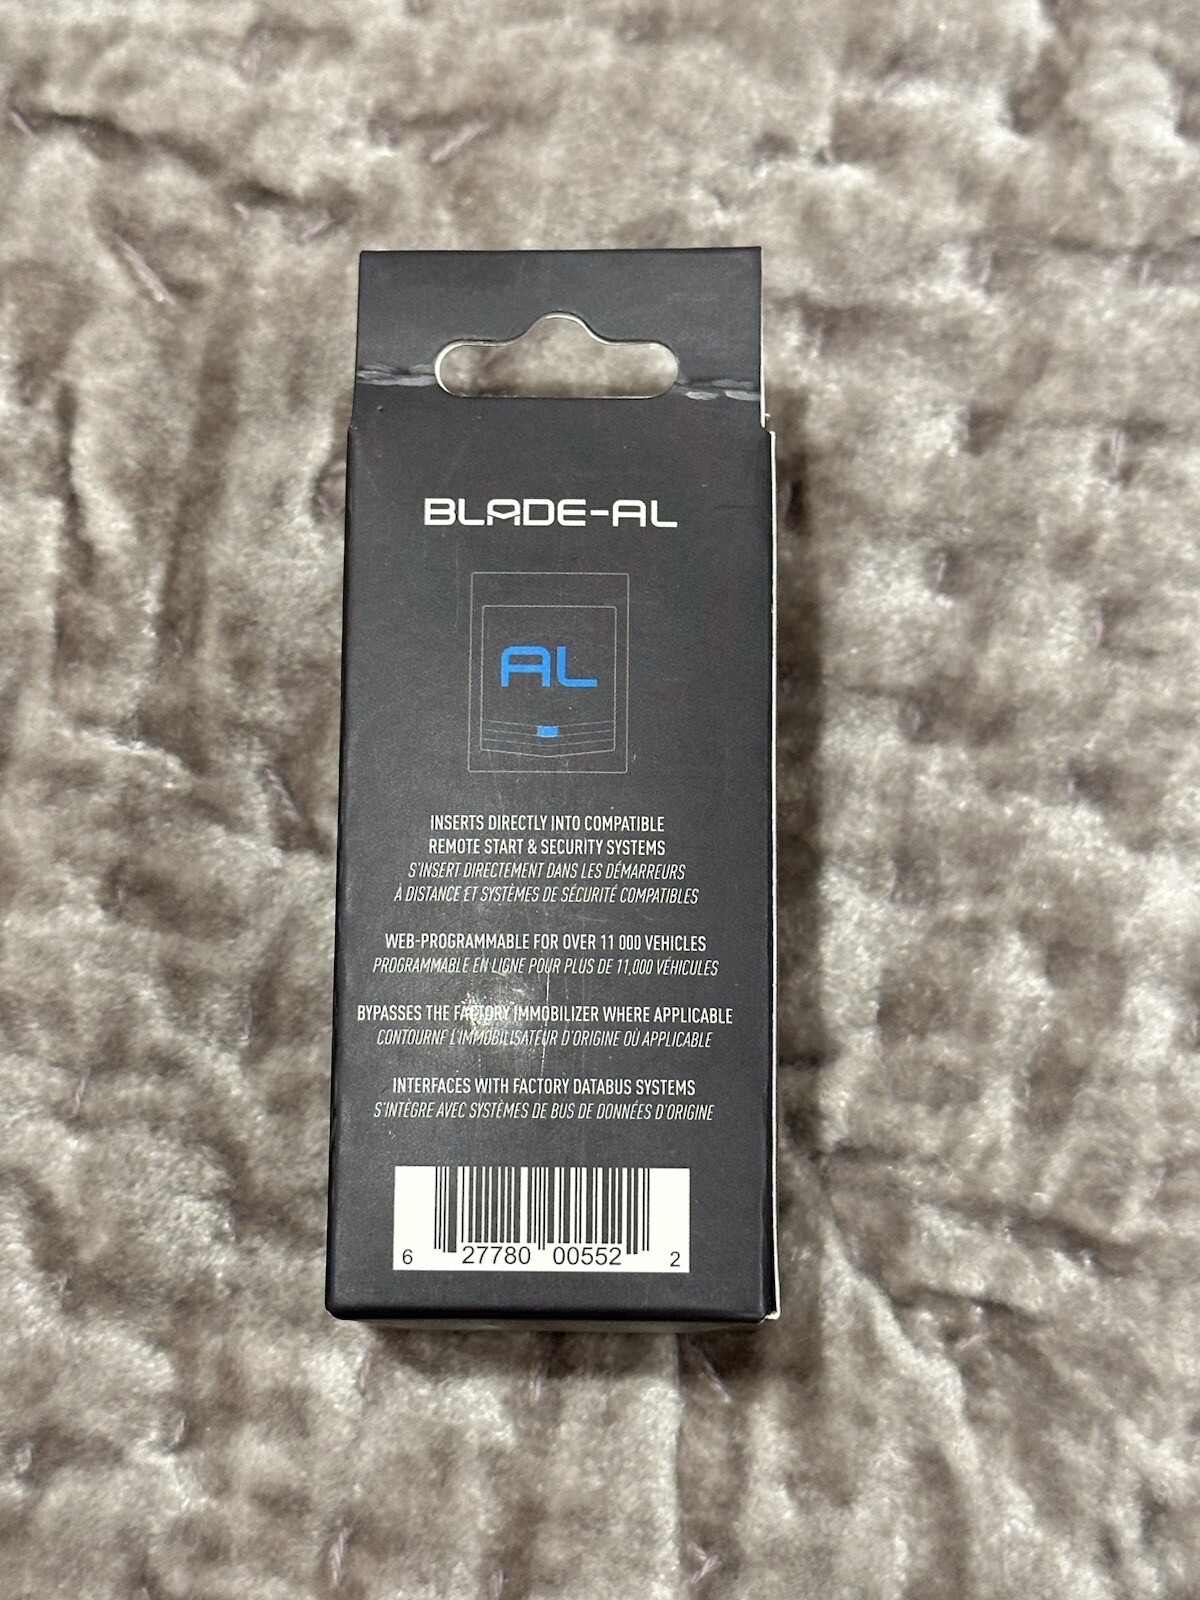 BLADE-AL
AL
INSERTS DIRECTLY INTO COMPATIBLE
REMOTE START & SECURITY SYSTEMS
S'INSERT DIRECTEMENT DANS LES DÉMARREURS
À DISTANCE ET SYSTÈMES DE SÉCURITÉ COMPATIBLES
WEB-PROGRAMMABLE FOR OVER 11 000 VEHICLES
PROGRAMMABLE EN LIGNE POUR PLUS DE 11,000 VÉHICULES
BYPASSES THE FACTORY IMMOBILIZER WHERE APPLICABLE
CONTOURNE L'IMMOBILISATEUR D'ORIGINE OÙ APPLICABLE
INTERFACES WITH FACTORY DATABUS SYSTEMS
S'INTÈGRE AVEC SYSTÈMES DE BUS DE DONNÉES D'ORIGINE
6 27780 00552 2